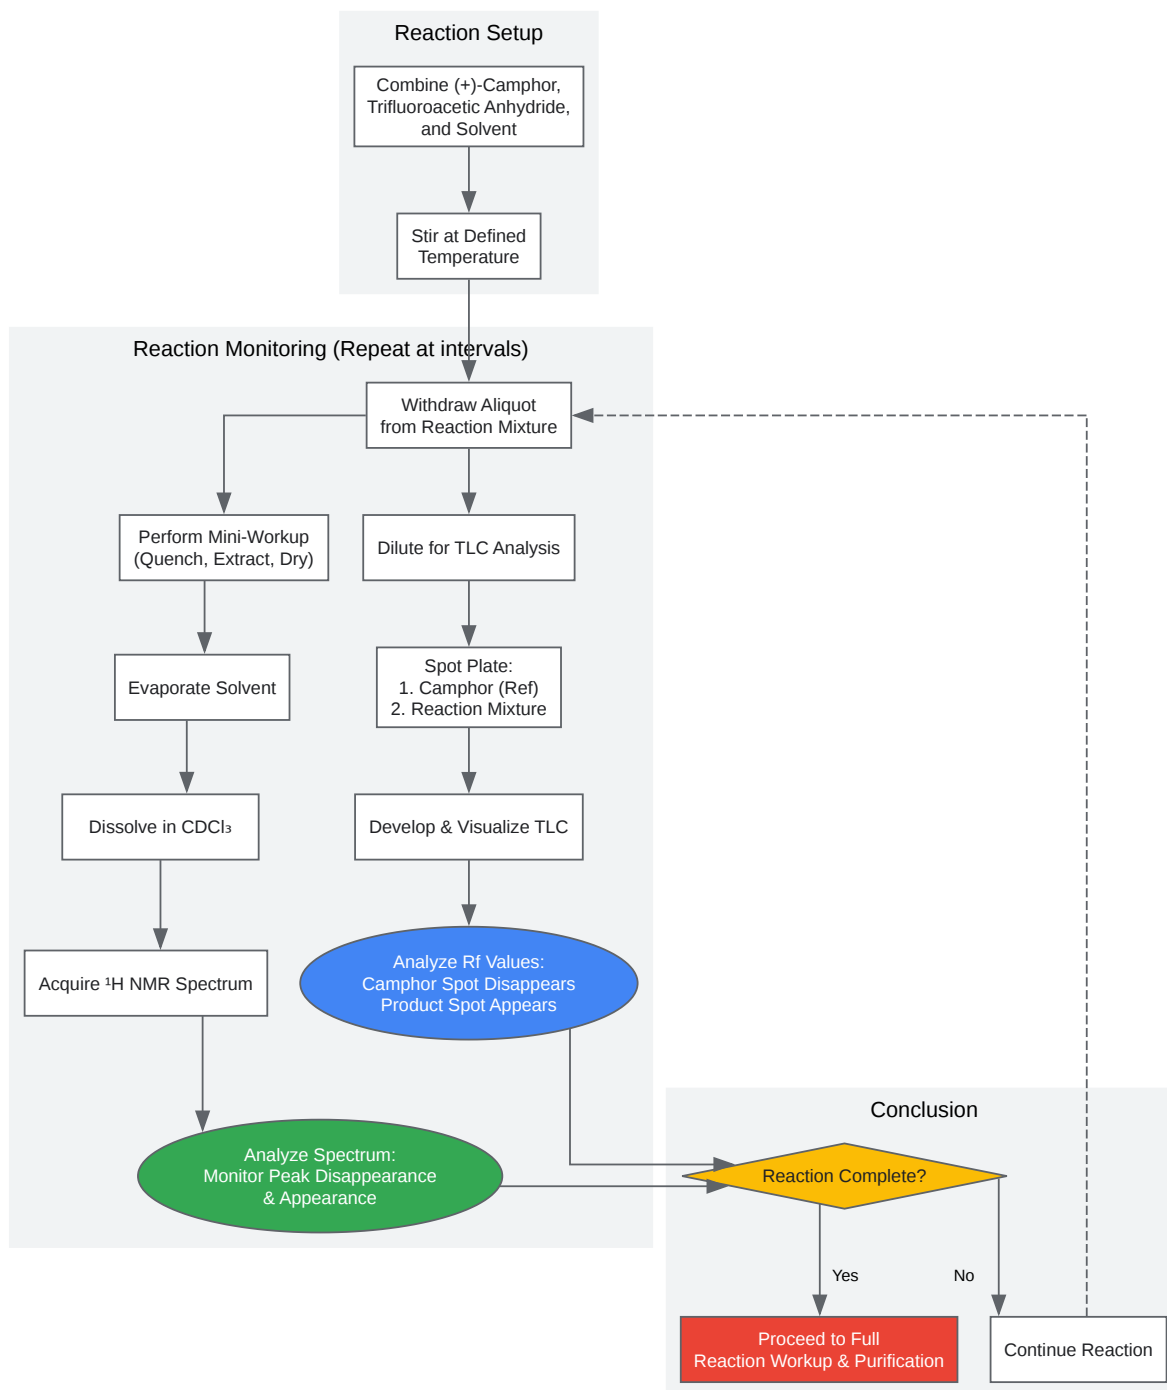 Reaction Setup
Combine (+)-Camphor,
Trifluoroacetic Anhydride,
and Solvent
Stir at Defined
Temperature
Reaction Monitoring (Repeat at intervals)
Withdraw Aliquot
from Reaction Mixture
Perform Mini-Workup
(Quench, Extract, Dry)
Dilute for TLC Analysis
Evaporate Solvent
Spot Plate:
1. Camphor (Ref)
2. Reaction Mixture
Dissolve in CDCl₃
Develop & Visualize TLC
Acquire ¹H NMR Spectrum
Analyze Rf Values:
Camphor Spot Disappears
Product Spot Appears
Analyze Spectrum:
Monitor Peak Disappearance
& Appearance
Conclusion
Reaction Complete?
Yes
No
Proceed to Full
Reaction Workup & Purification
Continue Reaction